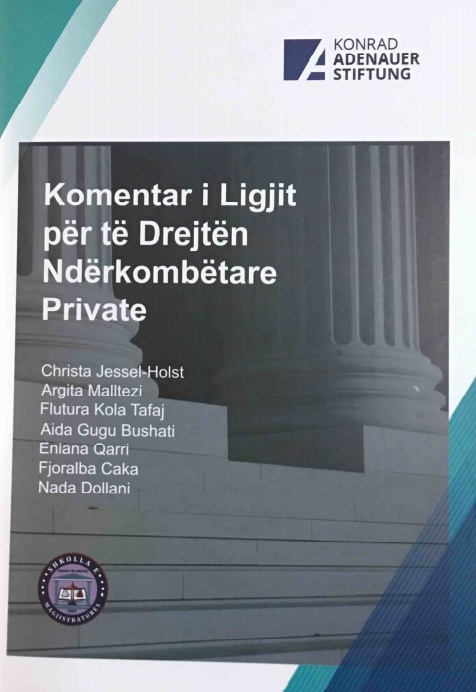 KONRAD
ADENAUER
STIFTUNG
Komentar i Ligjit
për të Drejtën
Ndërkombëtare
Private
Christa Jessel-Holst
Argita Malltezi
Flutura Kola Tafaj
Aida Gugu Bushati
Eniana Qarri
Fjoralba Caka
Nada Dollani
SHKOLLA E
MAGJISTRATURËS